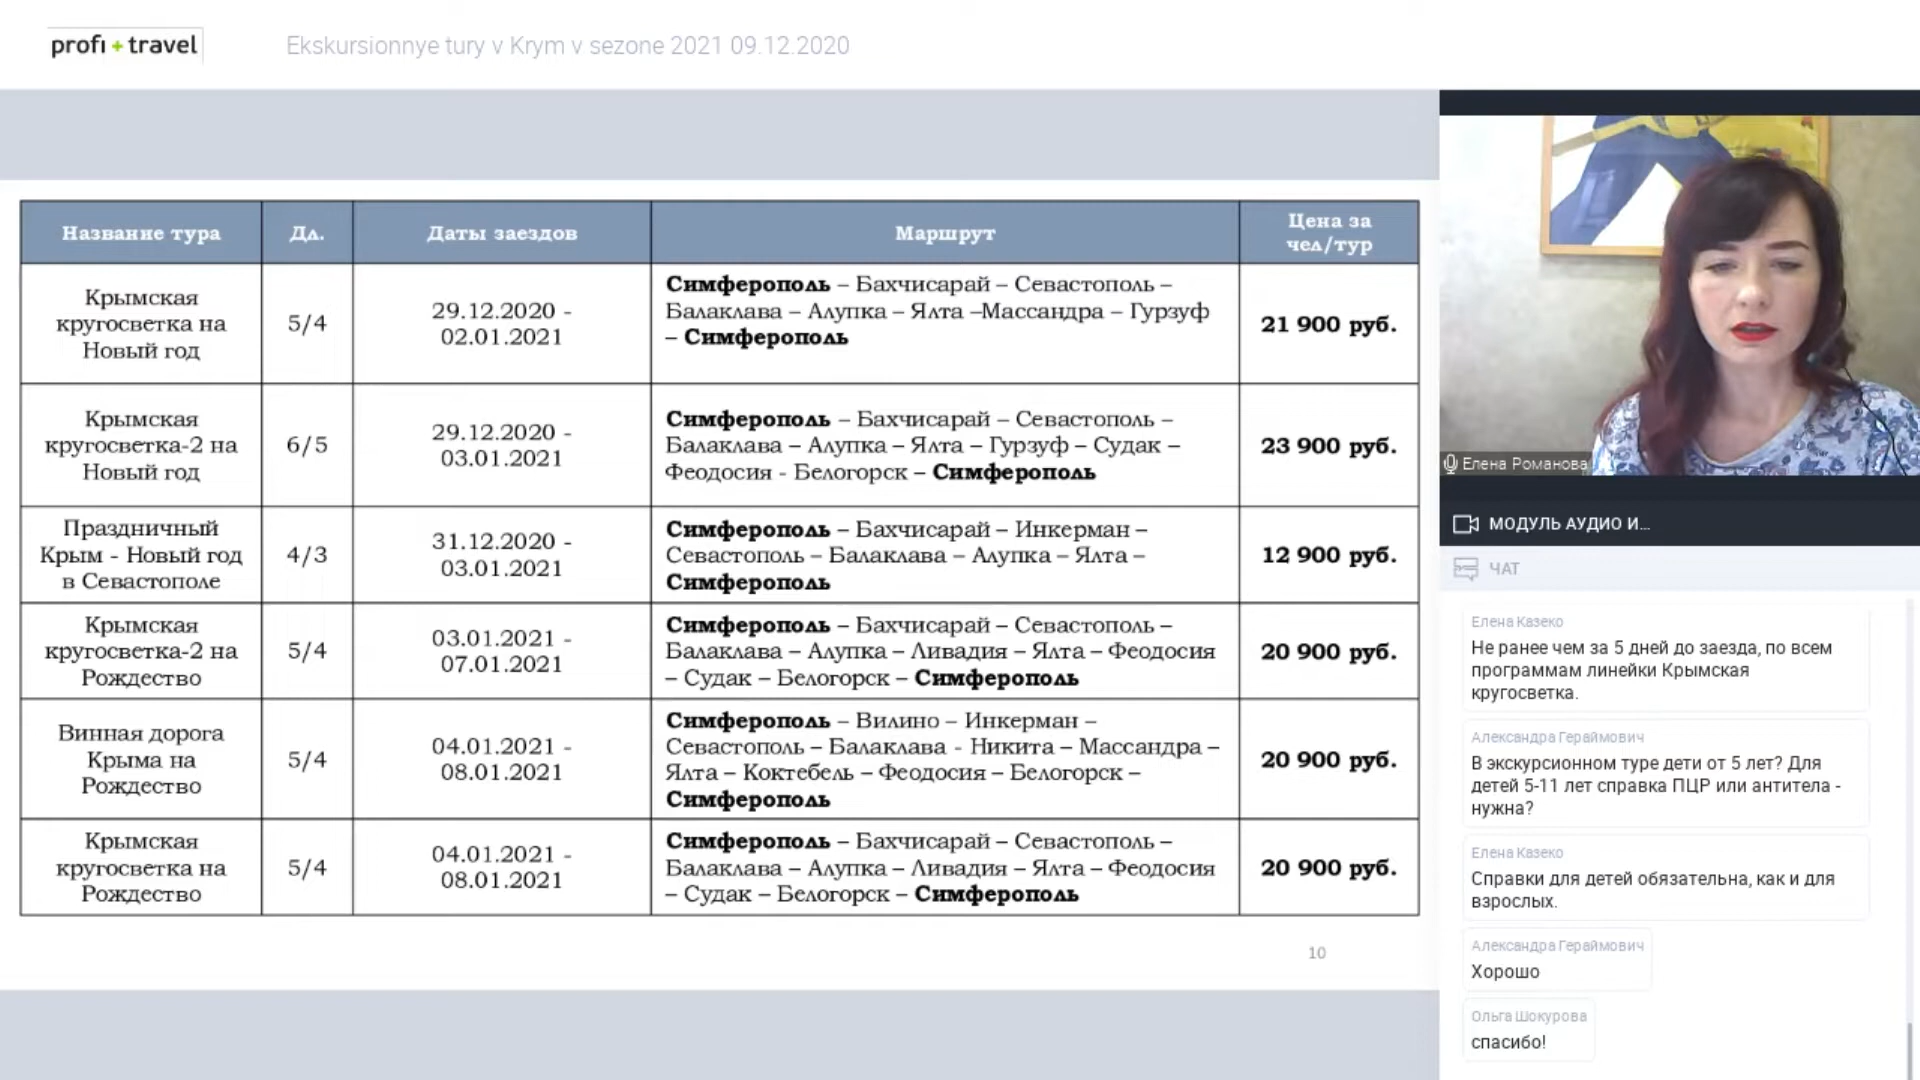 profi + travel
Ekskursionnye tury v Krym v sezone 2021 09.12.2020
Название тура
Дл.
Даты заездов
Маршрут
Цена за
чел/тур
Крымская
кругосветка на
Новый год
5/4
29.12.2020 -
02.01.2021
Симферополь – Бахчисарай – Севастополь –
Балаклава – Алупка – Ялта –Массандра – Гурзуф
– Симферополь
21 900 руб.
Крымская
кругосветка-2 на
Новый год
6/5
29.12.2020 -
03.01.2021
Симферополь – Бахчисарай – Севастополь –
Балаклава – Алупка – Ялта – Гурзуф – Судак –
Феодосия - Белогорск – Симферополь
23 900 руб.
Праздничный
Крым - Новый год
в Севастополе
4/3
31.12.2020 -
03.01.2021
Симферополь – Бахчисарай – Инкерман –
Севастополь – Балаклава – Алупка – Ялта –
Симферополь
12 900 руб.
Крымская
кругосветка-2 на
Рождество
5/4
03.01.2021 -
07.01.2021
Симферополь – Бахчисарай – Севастополь –
Балаклава – Алупка – Ливадия – Ялта – Феодосия
– Судак – Белогорск – Симферополь
20 900 руб.
Винная дорога
Крыма на
Рождество
5/4
04.01.2021 -
08.01.2021
Симферополь – Вилино – Инкерман –
Севастополь – Балаклава - Никита – Массандра –
Ялта – Коктебель – Феодосия – Белогорск –
Симферополь
20 900 руб.
Крымская
кругосветка на
Рождество
5/4
04.01.2021 -
08.01.2021
Симферополь – Бахчисарай – Севастополь –
Балаклава – Алупка – Ливадия – Ялта – Феодосия
– Судак – Белогорск – Симферополь
20 900 руб.
10
Елена Романова
МОДУЛЬ АУДИО И...
ЧАТ
Елена Казеко
Не ранее чем за 5 дней до заезда, по всем
программам линейки Крымская
кругосветка.
Александра Гераймович
В экскурсионном туре дети от 5 лет? Для
детей 5-11 лет справка ПЦР или антитела -
нужна?
Елена Казеко
Справки для детей обязательна, как и для
взрослых.
Александра Гераймович
Хорошо
Ольга Шокурова
спасибо!